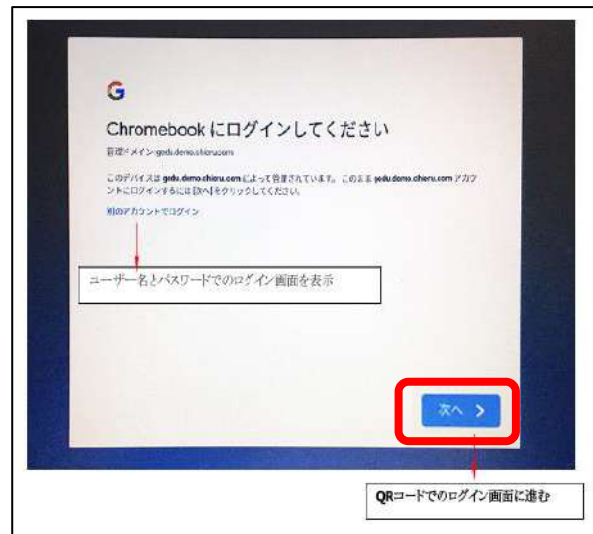 G
Chromebook にログインしてください
管理ドメイン:gedu.demo.chieru.com
このデバイスは gedu.demo.chieru.com によって管理されています。このまま gedu.demo.chieru.com アカウ
ントにログインするには [次へ] をクリックしてください。
別のアカウントでログイン
ユーザー名とパスワードでのログイン画面を表示
次へ
QRコードでのログイン画面に進む